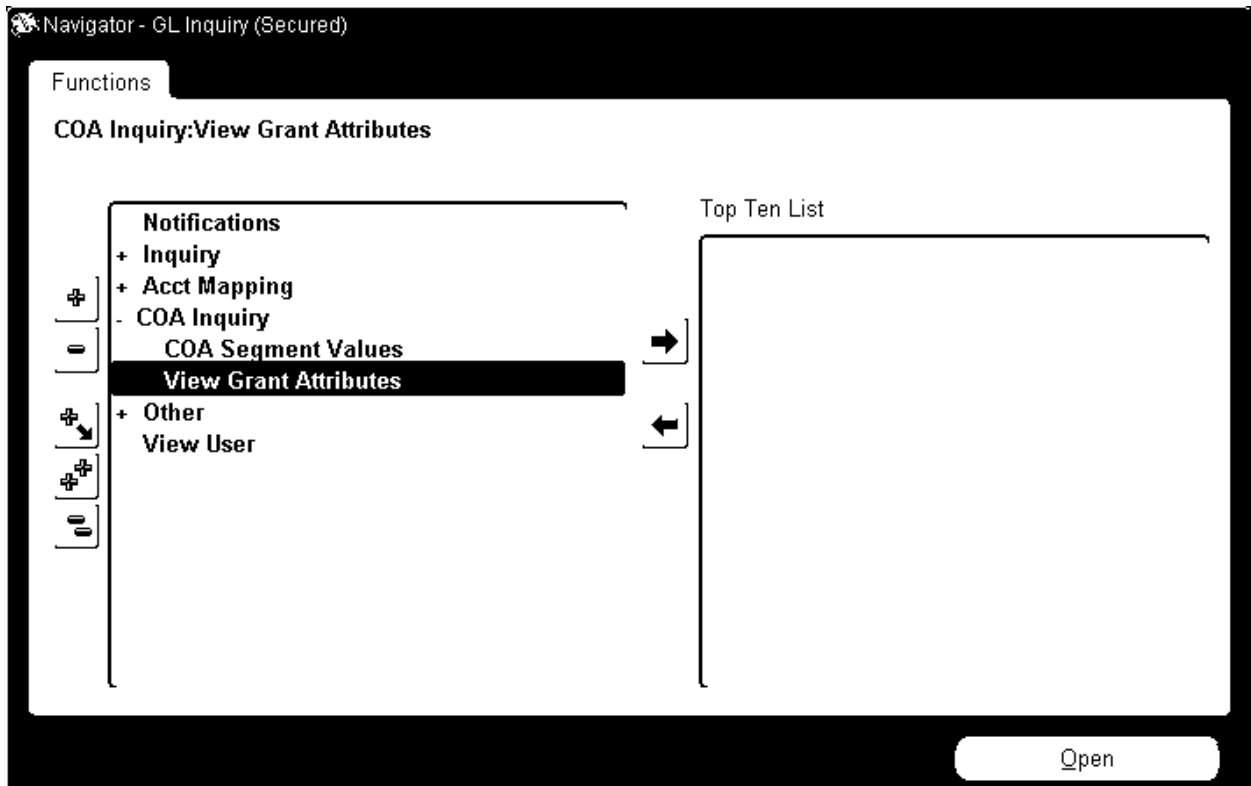 Navigator - GL Inquiry (Secured)
Functions
COA Inquiry:View Grant Attributes
Top Ten List
Notifications
+ Inquiry
+ Acct Mapping
- COA Inquiry
COA Segment Values
View Grant Attributes
+ Other
View User
Open